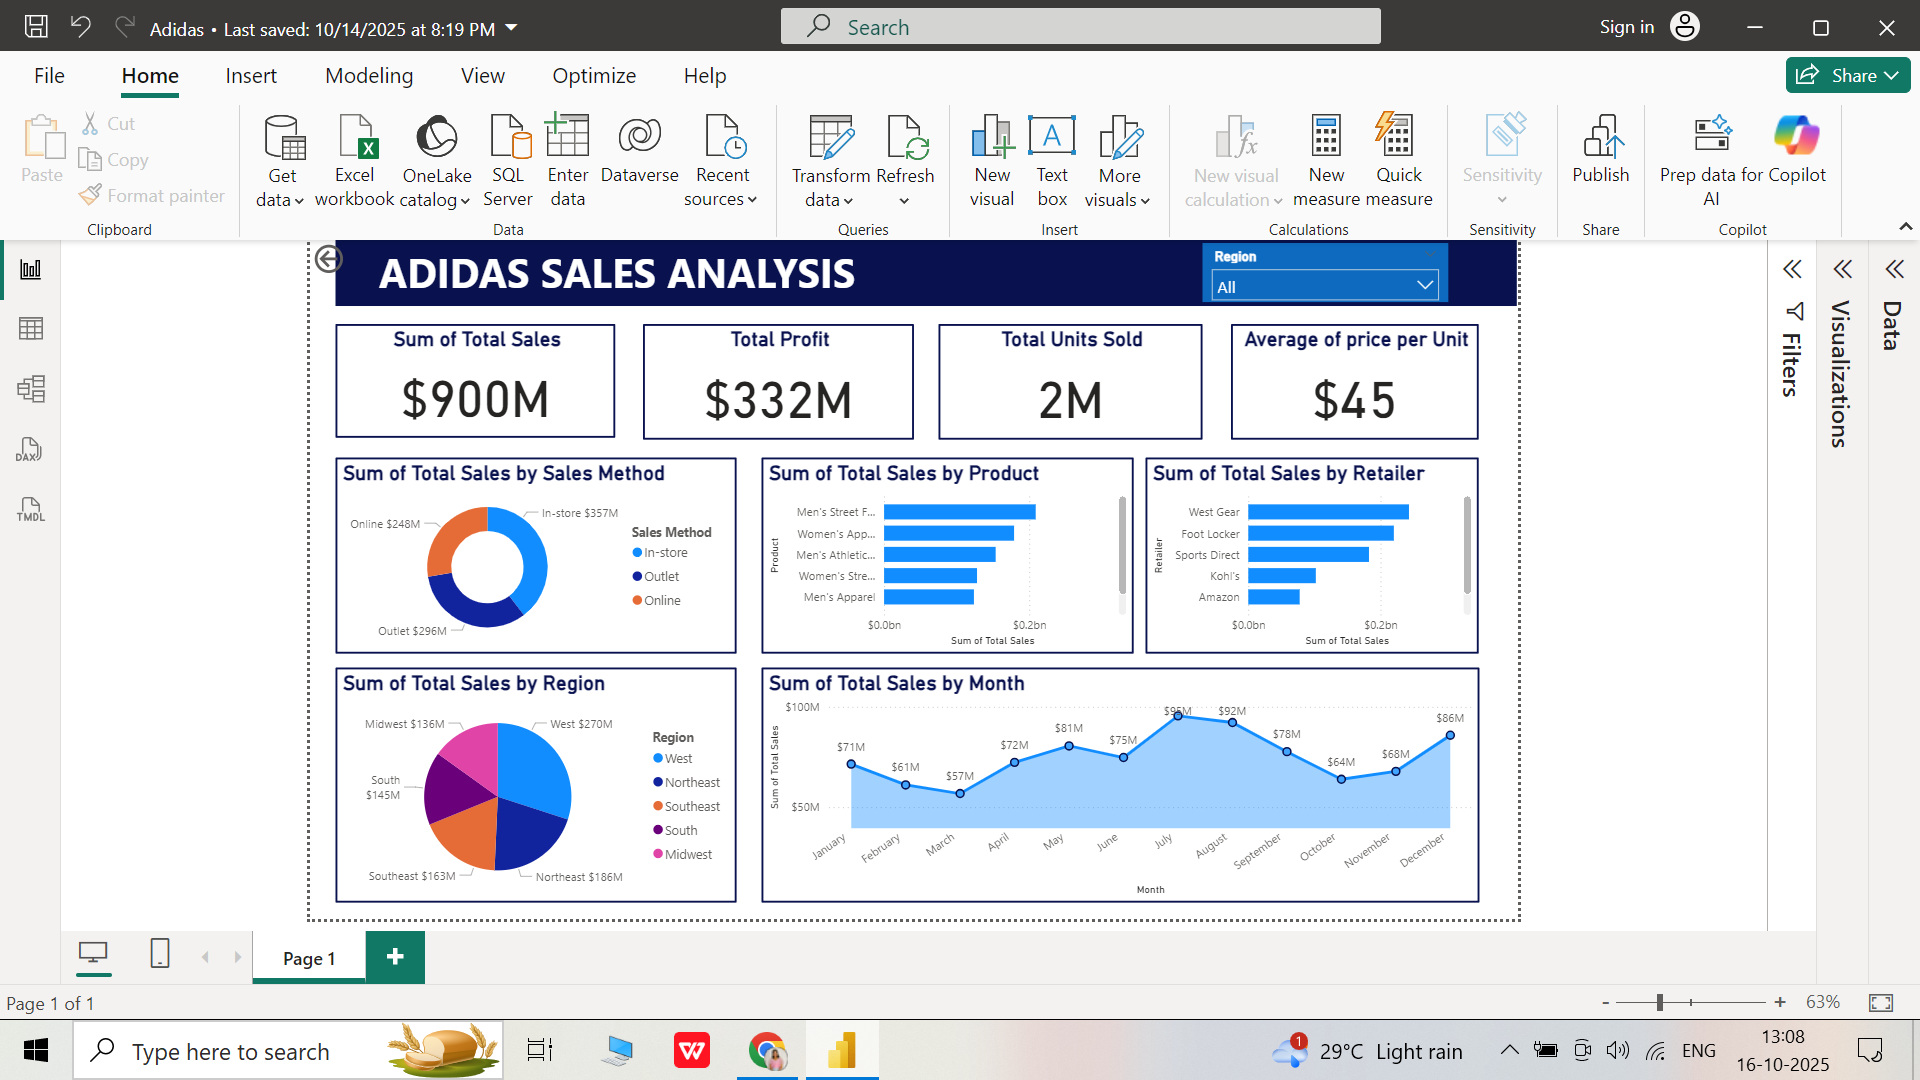 Adidas • Last saved: 10/14/2025 at 8:19 PM
Search
Sign in
File
Home
Insert
Modeling
View
Optimize
Help
Share
Paste
Cut
Copy
Format painter
Clipboard
Get data
Excel workbook
OneLake catalog
SQL Server
Enter data
Dataverse
Recent sources
Data
Transform data
Refresh
Queries
New visual
Text box
More visuals
Insert
New visual calculation
New measure
Quick measure
Calculations
Sensitivity
Sensitivity
Publish
Share
Prep data for AI
Copilot
Copilot
DAX
TMDL
ADIDAS SALES ANALYSIS
Region
All
Sum of Total Sales
$900M
Total Profit
$332M
Total Units Sold
2M
Average of price per Unit
$45
Sum of Total Sales by Sales Method
Online $248M
In-store $357M
Outlet $296M
Sales Method
In-store
Outlet
Online
Sum of Total Sales by Product
Product
Men's Street F...
Women's App...
Men's Athletic...
Women's Stre...
Men's Apparel
$0.0bn
$0.2bn
Sum of Total Sales
Sum of Total Sales by Retailer
Retailer
West Gear
Foot Locker
Sports Direct
Kohl's
Amazon
$0.0bn
$0.2bn
Sum of Total Sales
Sum of Total Sales by Region
Midwest $136M
West $270M
South $145M
Southeast $163M
Northeast $186M
Region
West
Northeast
Southeast
South
Midwest
Sum of Total Sales by Month
Sum of Total Sales
$100M
$50M
$71M
$61M
$57M
$72M
$81M
$75M
$95M
$92M
$78M
$64M
$68M
$86M
January
February
March
April
May
June
July
August
September
October
November
December
Month
Filters
Visualizations
Data
Page 1
Page 1 of 1
- + 63%
Type here to search
1
29°C Light rain
ENG
13:08
16-10-2025